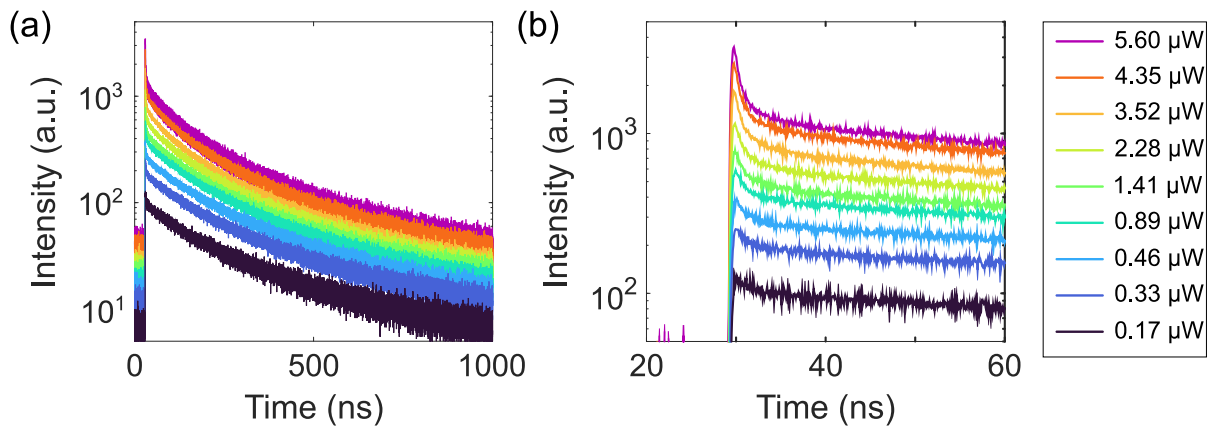 (a)
Intensity (a.u.)
10³
10²
10¹
0
500
1000
Time (ns)
(b)
Intensity (a.u.)
10³
10²
20
40
60
Time (ns)
5.60 µW
4.35 µW
3.52 µW
2.28 µW
1.41 µW
0.89 µW
0.46 µW
0.33 µW
0.17 µW